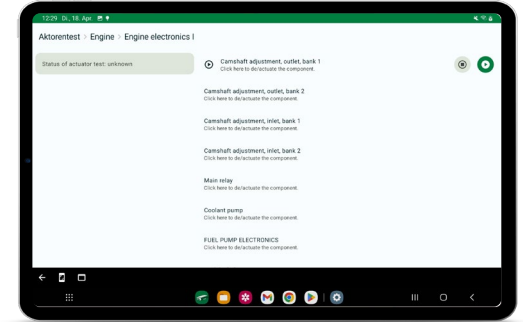 12:29 Di., 18. Apr.
Aktorentest > Engine > Engine electronics I
Status of actuator test: unknown
Camshaft adjustment, outlet, bank 1
Click here to de/actuate the component.
Camshaft adjustment, outlet, bank 2
Click here to de/actuate the component.
Camshaft adjustment, inlet, bank 1
Click here to de/actuate the component.
Camshaft adjustment, inlet, bank 2
Click here to de/actuate the component.
Main relay
Click here to de/actuate the component.
Coolant pump
Click here to de/actuate the component.
FUEL PUMP ELECTRONICS
Click here to de/actuate the component.